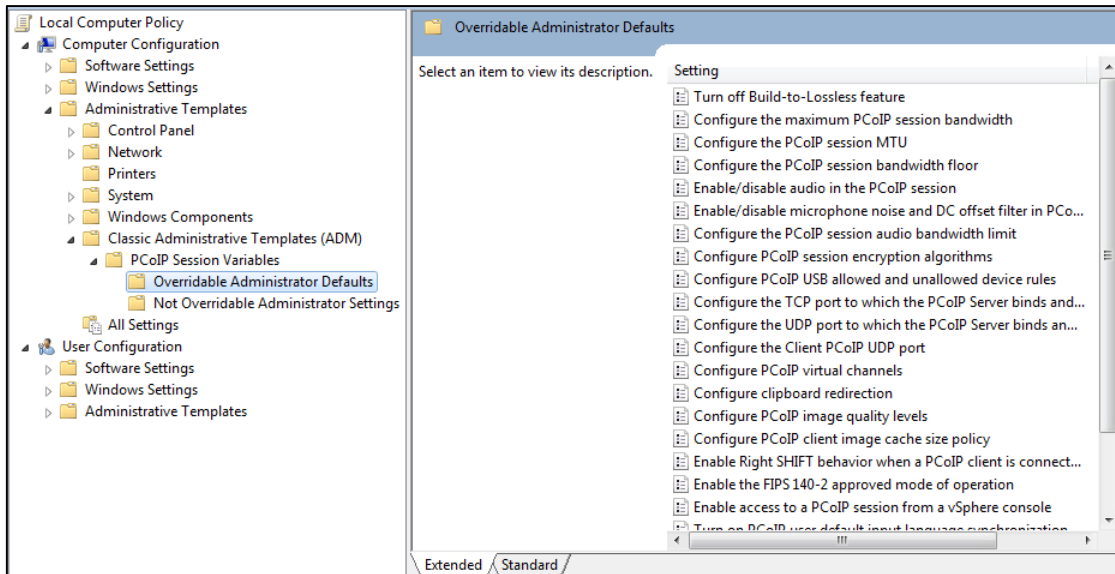 Local Computer Policy
Computer Configuration
Software Settings
Windows Settings
Administrative Templates
Control Panel
Network
Printers
System
Windows Components
Classic Administrative Templates (ADM)
PCoIP Session Variables
Overridable Administrator Defaults
Not Overridable Administrator Settings
All Settings
User Configuration
Software Settings
Windows Settings
Administrative Templates
Overridable Administrator Defaults
Select an item to view its description.
Setting
Turn off Build-to-Lossless feature
Configure the maximum PCoIP session bandwidth
Configure the PCoIP session MTU
Configure the PCoIP session bandwidth floor
Enable/disable audio in the PCoIP session
Enable/disable microphone noise and DC offset filter in PCo...
Configure the PCoIP session audio bandwidth limit
Configure PCoIP session encryption algorithms
Configure PCoIP USB allowed and unallowed device rules
Configure the TCP port to which the PCoIP Server binds and...
Configure the UDP port to which the PCoIP Server binds an...
Configure the Client PCoIP UDP port
Configure PCoIP virtual channels
Configure clipboard redirection
Configure PCoIP image quality levels
Configure PCoIP client image cache size policy
Enable Right SHIFT behavior when a PCoIP client is connect...
Enable the FIPS 140-2 approved mode of operation
Enable access to a PCoIP session from a vSphere console
Turn on PCoIP user default input language synchronization
Extended
Standard